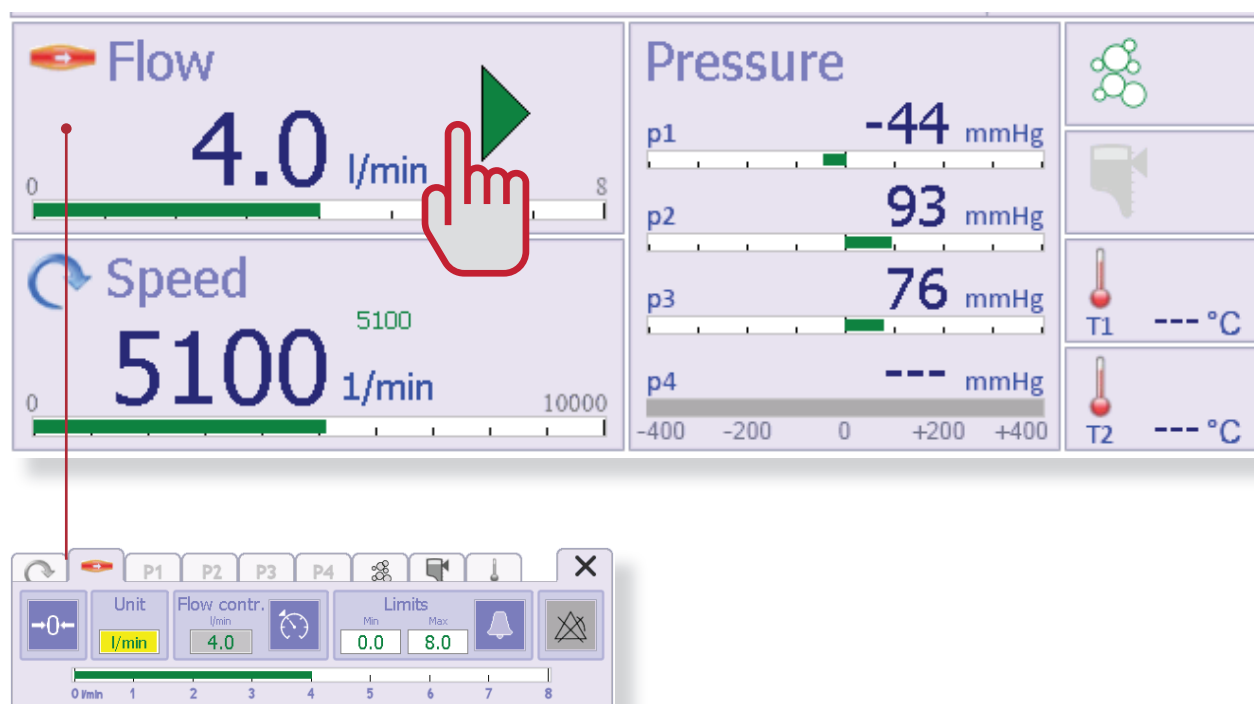 Flow
4.0 l/min
0 8
Speed
5100
5100 1/min
0 10000
Pressure
p1 -44 mmHg
p2 93 mmHg
p3 76 mmHg
p4 --- mmHg
-400 -200 0 +200 +400
T1 --- °C
T2 --- °C
P1 P2 P3 P4
→0← Unit Flow contr. Limits
l/min Min Max
l/min 4.0 0.0 8.0
0 l/min 1 2 3 4 5 6 7 8